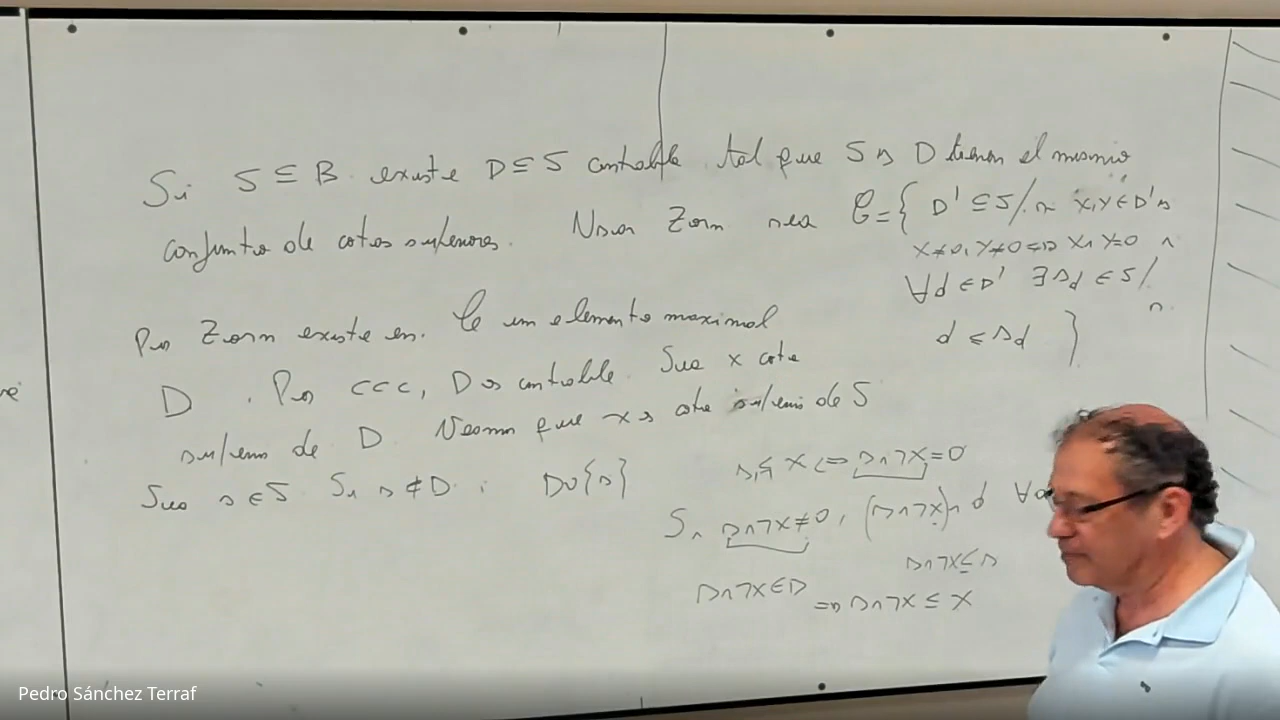 Si S ⊆ B existe D ⊆ S contable tal que S y D tienen el mismo
conjunto de cotas superiores. Usar Zorn sea C = { D' ⊆ S / si x,y ∈ D' y
x≠0, y≠0 ⇒ x∧y=0 ∧
∀d ∈ D' ∃ s_d ∈ S /
d ≤ s_d }
Por Zorn existe en C un elemento maximal
D. Por ccc, D es contable. Sea x cota
superior de D. Veamos que x es cota superior de S
Sea s ∈ S. Si s ∉ D : D∪{s}
s ≤ x ⇔ s∧¬x = 0
Si s∧¬x ≠ 0, (s∧¬x)∧d ∀d
s∧¬x ≤ s
s∧¬x ∈ D
⇒ s∧¬x ≤ x
Pedro Sánchez Terraf